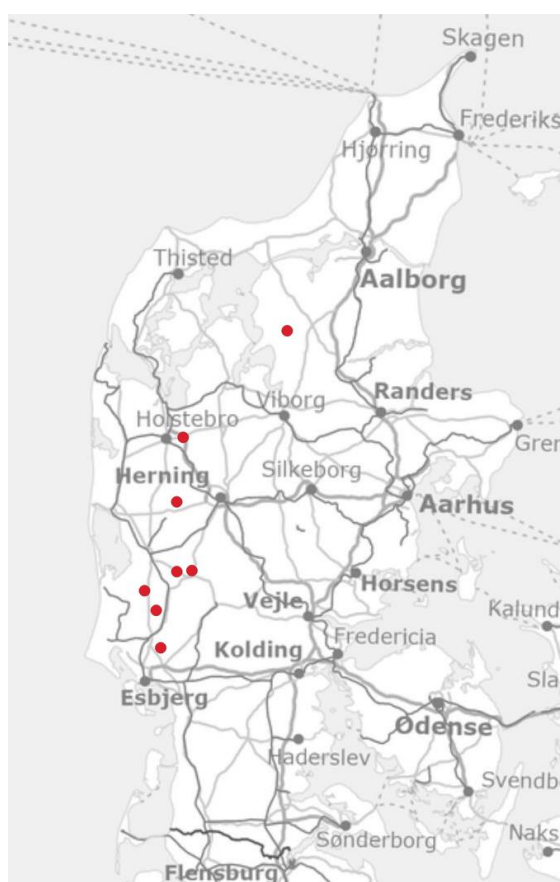 Skagen
Frederiks
Hjørring
Thisted
Aalborg
Randers
Viborg
Holstebro
Gren
Herning
Silkeborg
Aarhus
Horsens
Vejle
Kalund
Fredericia
Kolding
Sla
Esbjerg
Odense
Haderslev
Svendb
Naks
Sønderborg
Flensburg